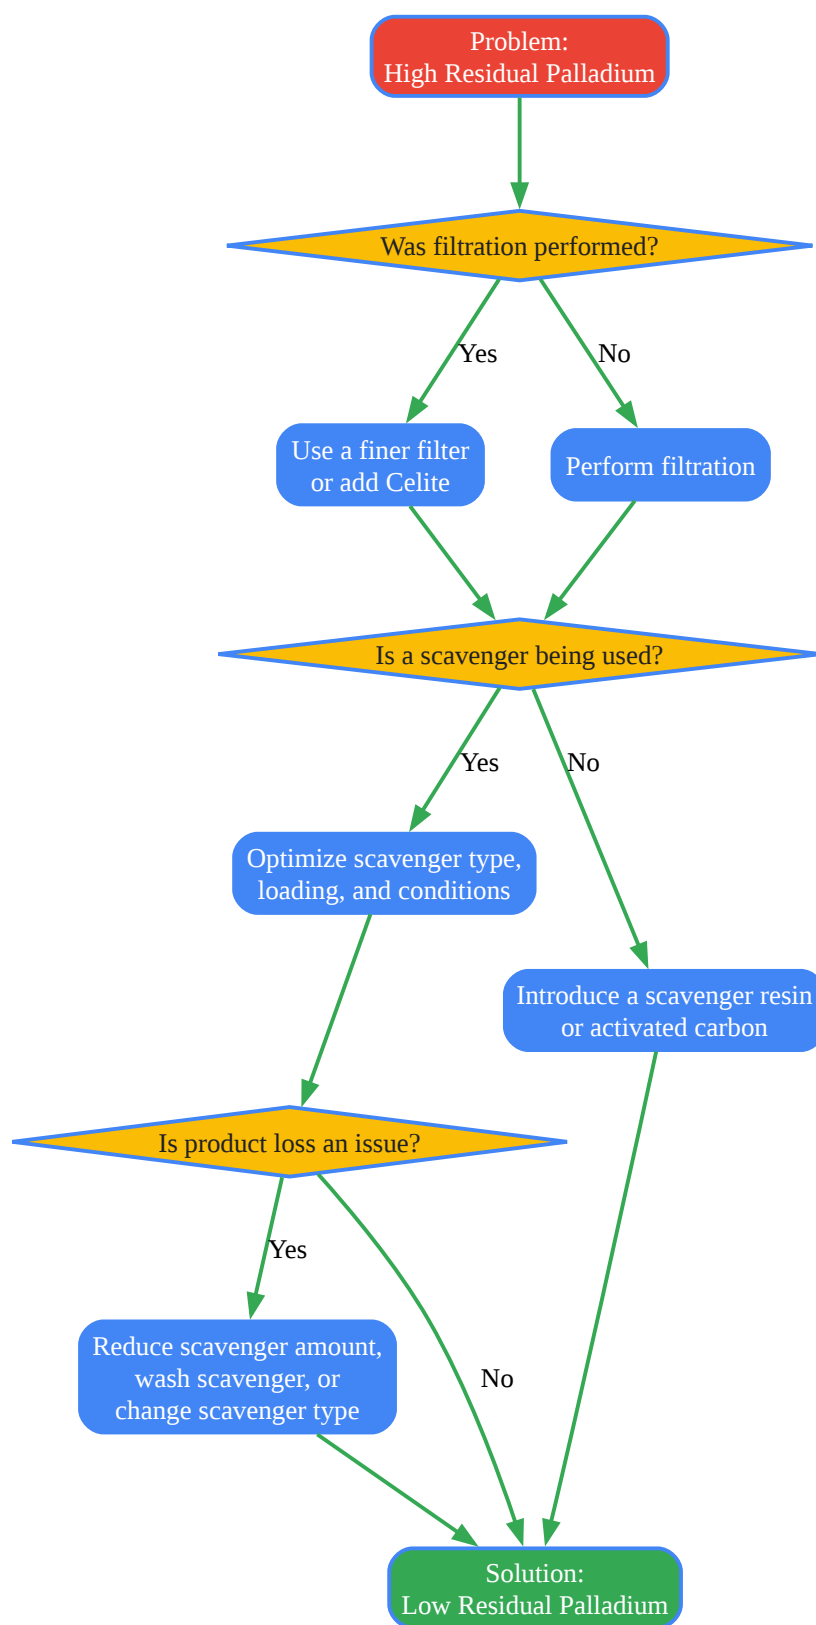 Problem:
High Residual Palladium
Was filtration performed?
Yes
No
Use a finer filter
or add Celite
Perform filtration
Is a scavenger being used?
Yes
No
Optimize scavenger type,
loading, and conditions
Introduce a scavenger resin
or activated carbon
Is product loss an issue?
Yes
Reduce scavenger amount,
wash scavenger, or
change scavenger type
No
Solution:
Low Residual Palladium